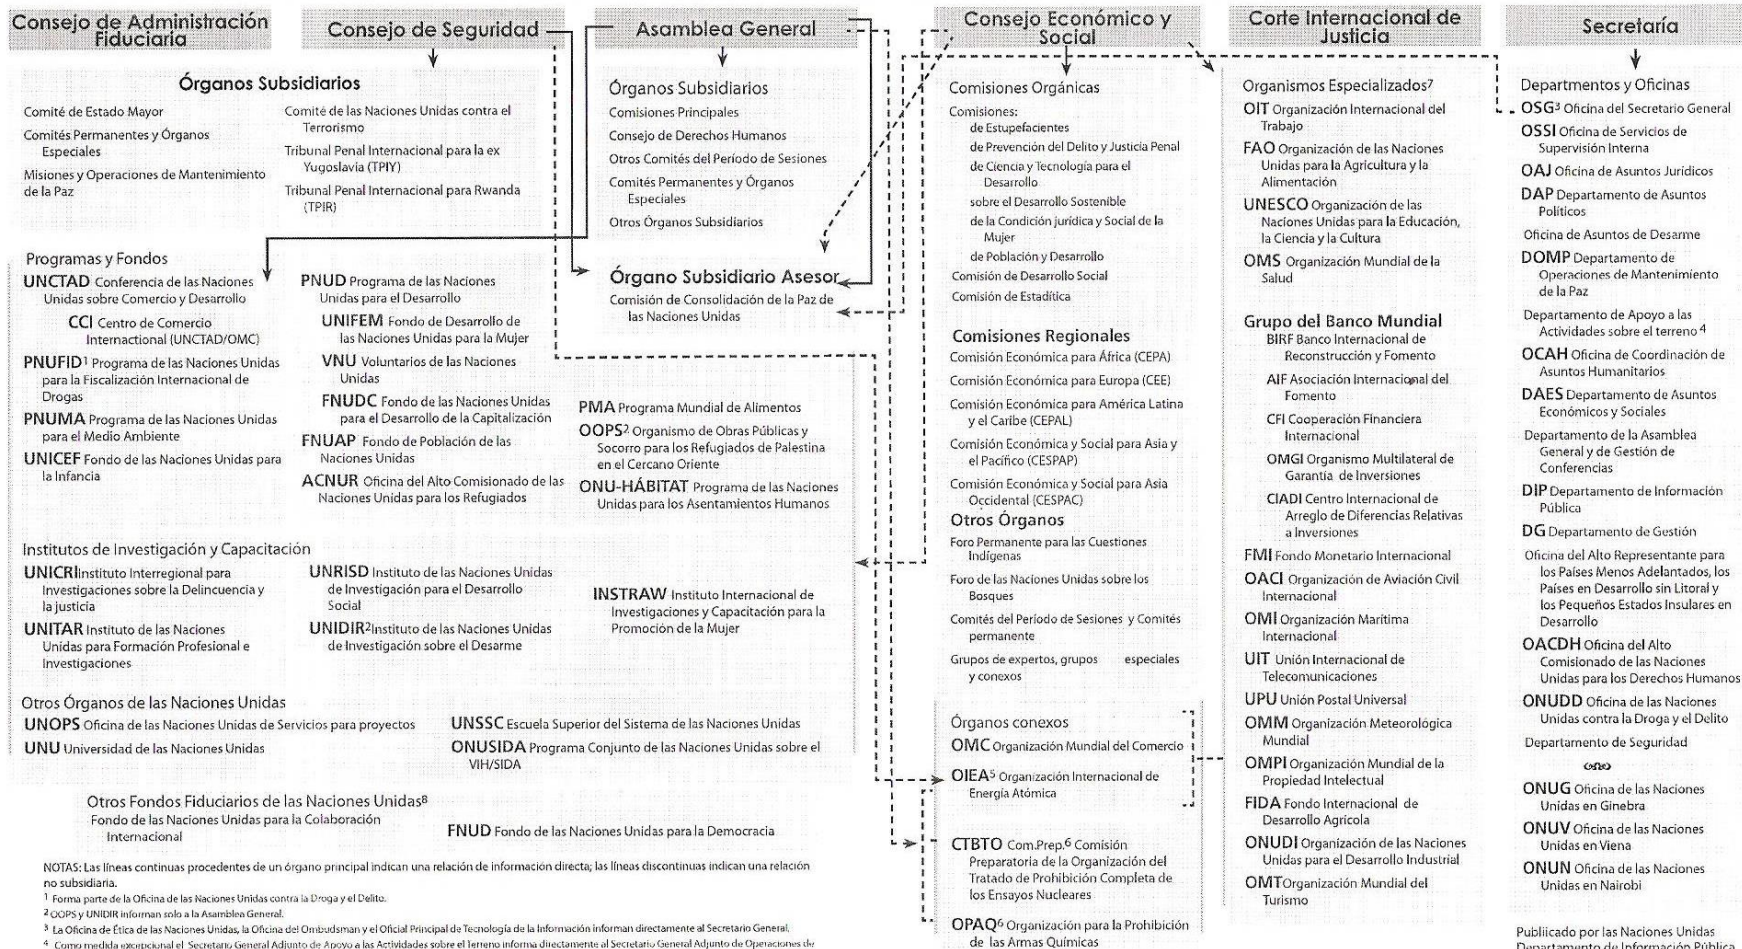 Consejo de Administración
Fiduciaria
Consejo de Seguridad
Asamblea General
Consejo Económico y
Social
Corte Internacional de
Justicia
Secretaría
Órganos Subsidiarios
Comité de Estado Mayor
Comités Permanentes y Órganos
Especiales
Misiones y Operaciones de Mantenimiento
de la Paz
Comité de las Naciones Unidas contra el
Terrorismo
Tribunal Penal Internacional para la ex
Yugoslavia (TPIY)
Tribunal Penal Internacional para Rwanda
(TPIR)
Programas y Fondos
UNCTAD Conferencia de las Naciones
Unidas sobre Comercio y Desarrollo
CCI Centro de Comercio
Internactional (UNCTAD/OMC)
PNUFID¹ Programa de las Naciones Unidas
para la Fiscalización Internacional de
Drogas
PNUMA Programa de las Naciones Unidas
para el Medio Ambiente
UNICEF Fondo de las Naciones Unidas para
la Infancia
PNUD Programa de las Naciones
Unidas para el Desarrollo
UNIFEM Fondo de Desarrollo de
las Naciones Unidas para la Mujer
VNU Voluntarios de las Naciones
Unidas
FNUDC Fondo de las Naciones Unidas
para el Desarrollo de la Capitalización
FNUAP Fondo de Población de las
Naciones Unidas
ACNUR Oficina del Alto Comisionado de las
Naciones Unidas para los Refugiados
PMA Programa Mundial de Alimentos
OOPS² Organismo de Obras Públicas y
Socorro para los Refugiados de Palestina
en el Cercano Oriente
ONU-HÁBITAT Programa de las Naciones
Unidas para los Asentamientos Humanos
Institutos de Investigación y Capacitación
UNICRI Instituto Interregional para
Investigaciones sobre la Delincuencia y
la justicia
UNITAR Instituto de las Naciones
Unidas para Formación Profesional e
Investigaciones
UNRISD Instituto de las Naciones Unidas
de Investigación para el Desarrollo
Social
UNIDIR² Instituto de las Naciones Unidas
de Investigación sobre el Desarme
INSTRAW Instituto Internacional de
Investigaciones y Capacitación para la
Promoción de la Mujer
Otros Órganos de las Naciones Unidas
UNOPS Oficina de las Naciones Unidas de Servicios para proyectos
UNU Universidad de las Naciones Unidas
UNSSC Escuela Superior del Sistema de las Naciones Unidas
ONUSIDA Programa Conjunto de las Naciones Unidas sobre el
VIH/SIDA
Otros Fondos Fiduciarios de las Naciones Unidas⁸
Fondo de las Naciones Unidas para la Colaboración
Internacional
FNUD Fondo de las Naciones Unidas para la Democracia
NOTAS: Las líneas continuas procedentes de un órgano principal indican una relación de información directa; las líneas discontinuas indican una relación
no subsidiaria.
¹ Forma parte de la Oficina de las Naciones Unidas contra la Droga y el Delito.
² OOPS y UNIDIR informan solo a la Asamblea General.
³ La Oficina de Ética de las Naciones Unidas, la Oficina del Ombudsman y el Oficial Principal de Tecnología de la Información informan directamente al Secretario General.
⁴ Como medida excepcional el Secretario General Adjunto de Apoyo a las Actividades sobre el terreno informa directamente al Secretario General Adjunto de Operaciones de
Órganos Subsidiarios
Comisiones Principales
Consejo de Derechos Humanos
Otros Comités del Período de Sesiones
Comités Permanentes y Órganos
Especiales
Otros Órganos Subsidiarios
Órgano Subsidiario Asesor
Comisión de Consolidación de la Paz de
las Naciones Unidas
Comisiones Orgánicas
Comisiones:
de Estupefacientes
de Prevención del Delito y Justicia Penal
de Ciencia y Tecnología para el
Desarrollo
sobre el Desarrollo Sostenible
de la Condición jurídica y Social de la
Mujer
de Población y Desarrollo
Comisión de Desarrollo Social
Comisión de Estadítica
Comisiones Regionales
Comisión Económica para África (CEPA)
Comisión Económica para Europa (CEE)
Comisión Económica para América Latina
y el Caribe (CEPAL)
Comisión Económica y Social para Asia y
el Pacífico (CESPAP)
Comisión Económica y Social para Asia
Occidental (CESPAC)
Otros Órganos
Foro Permanente para las Cuestiones
Indígenas
Foro de las Naciones Unidas sobre los
Bosques
Comités del Período de Sesiones y Comités
permanente
Grupos de expertos, grupos especiales
y conexos
Órganos conexos
OMC Organización Mundial del Comercio
OIEA⁵ Organización Internacional de
Energía Atómica
CTBTO Com.Prep.⁶ Comisión
Preparatoria de la Organización del
Tratado de Prohibición Completa de
los Ensayos Nucleares
OPAQ⁶ Organización para la Prohibición
de las Armas Químicas
Organismos Especializados⁷
OIT Organización Internacional del
Trabajo
FAO Organización de las Naciones
Unidas para la Agricultura y la
Alimentación
UNESCO Organización de las
Naciones Unidas para la Educación,
la Ciencia y la Cultura
OMS Organización Mundial de la
Salud
Grupo del Banco Mundial
BIRF Banco Internacional de
Reconstrucción y Fomento
AIF Asociación Internacional del
Fomento
CFI Cooperación Financiera
Internacional
OMGI Organismo Multilateral de
Garantía de Inversiones
CIADI Centro Internacional de
Arreglo de Diferencias Relativas
a Inversiones
FMI Fondo Monetario Internacional
OACI Organización de Aviación Civil
Internacional
OMI Organización Marítima
Internacional
UIT Unión Internacional de
Telecomunicaciones
UPU Unión Postal Universal
OMM Organización Meteorológica
Mundial
OMPI Organización Mundial de la
Propiedad Intelectual
FIDA Fondo Internacional de
Desarrollo Agrícola
ONUDI Organización de las Naciones
Unidas para el Desarrollo Industrial
OMT Organización Mundial del
Turismo
Departmentos y Oficinas
OSG³ Oficina del Secretario General
OSSI Oficina de Servicios de
Supervisión Interna
OAJ Oficina de Asuntos Jurídicos
DAP Departamento de Asuntos
Políticos
Oficina de Asuntos de Desarme
DOMP Departamento de
Operaciones de Mantenimiento
de la Paz
Departamento de Apoyo a las
Actividades sobre el terreno ⁴
OCAH Oficina de Coordinación de
Asuntos Humanitarios
DAES Departamento de Asuntos
Económicos y Sociales
Departamento de la Asamblea
General y de Gestión de
Conferencias
DIP Departamento de Información
Pública
DG Departamento de Gestión
Oficina del Alto Representante para
los Países Menos Adelantados, los
Países en Desarrollo sin Litoral y
los Pequeños Estados Insulares en
Desarrollo
OACDH Oficina del Alto
Comisionado de las Naciones
Unidas para los Derechos Humanos
ONUDD Oficina de las Naciones
Unidas contra la Droga y el Delito
Departamento de Seguridad
ONUG Oficina de las Naciones
Unidas en Ginebra
ONUV Oficina de las Naciones
Unidas en Viena
ONUN Oficina de las Naciones
Unidas en Nairobi
Publiicado por las Naciones Unidas
Departamento de Información Pública